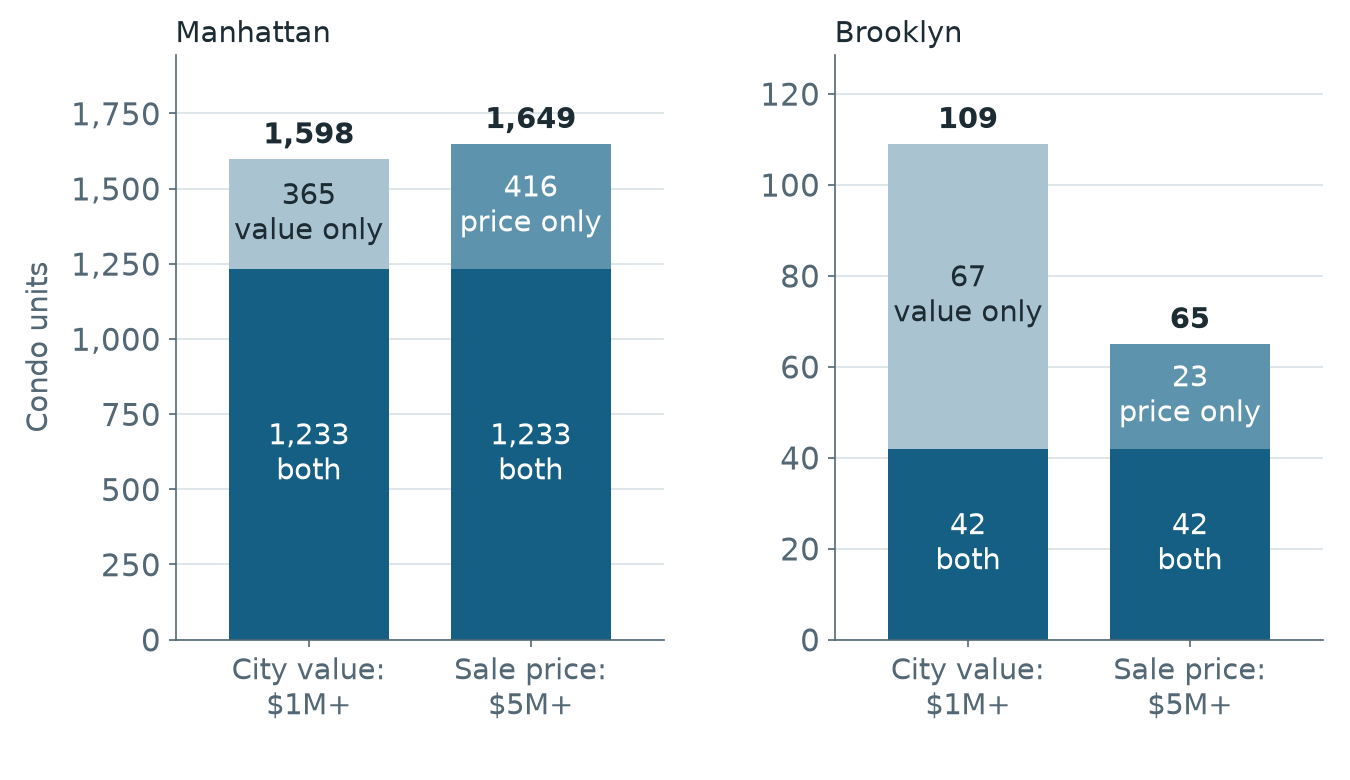 Manhattan
Condo units
1,750
1,500
1,250
1,000
750
500
250
0
1,598
365
value only
1,233
both
1,649
416
price only
1,233
both
City value:
$1M+
Sale price:
$5M+
Brooklyn
120
100
80
60
40
20
0
109
67
value only
42
both
65
23
price only
42
both
City value:
$1M+
Sale price:
$5M+